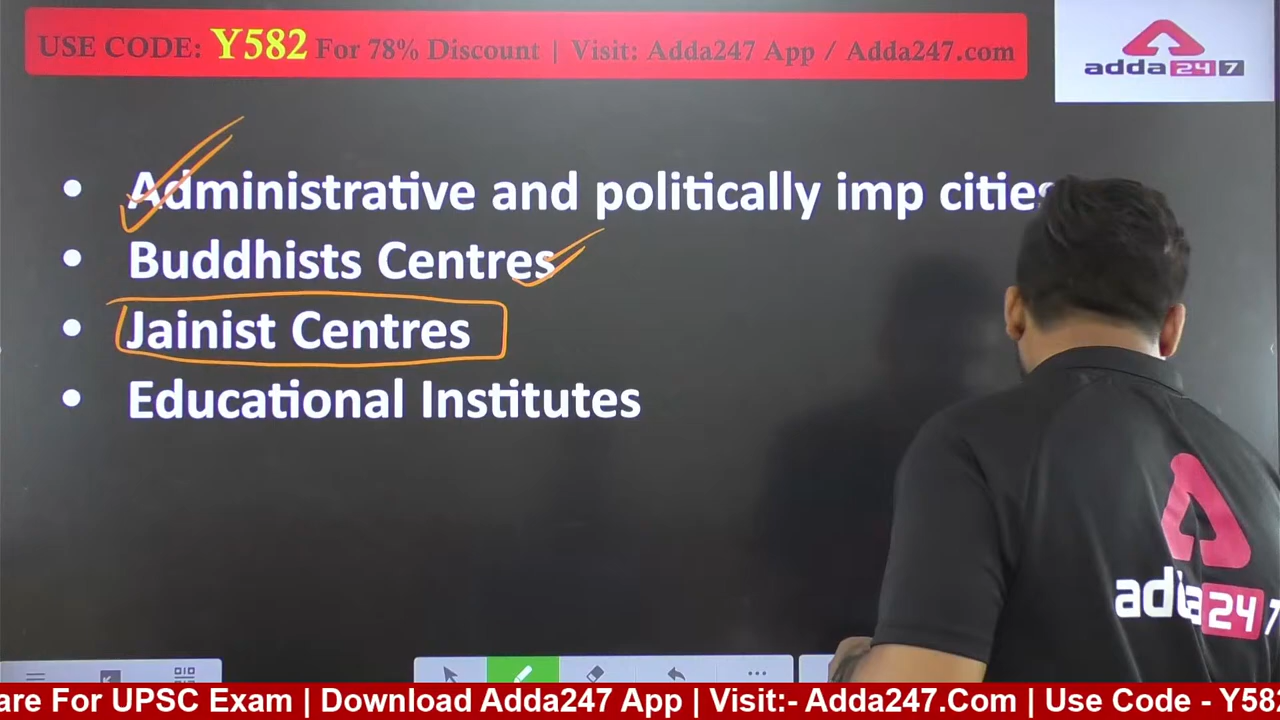 USE CODE: Y582 For 78% Discount | Visit: Adda247 App / Adda247.com
adda247
• Administrative and politically imp cities
• Buddhists Centres
• Jainist Centres
• Educational Institutes
adda247
are For UPSC Exam | Download Adda247 App | Visit:- Adda247.Com | Use Code - Y582